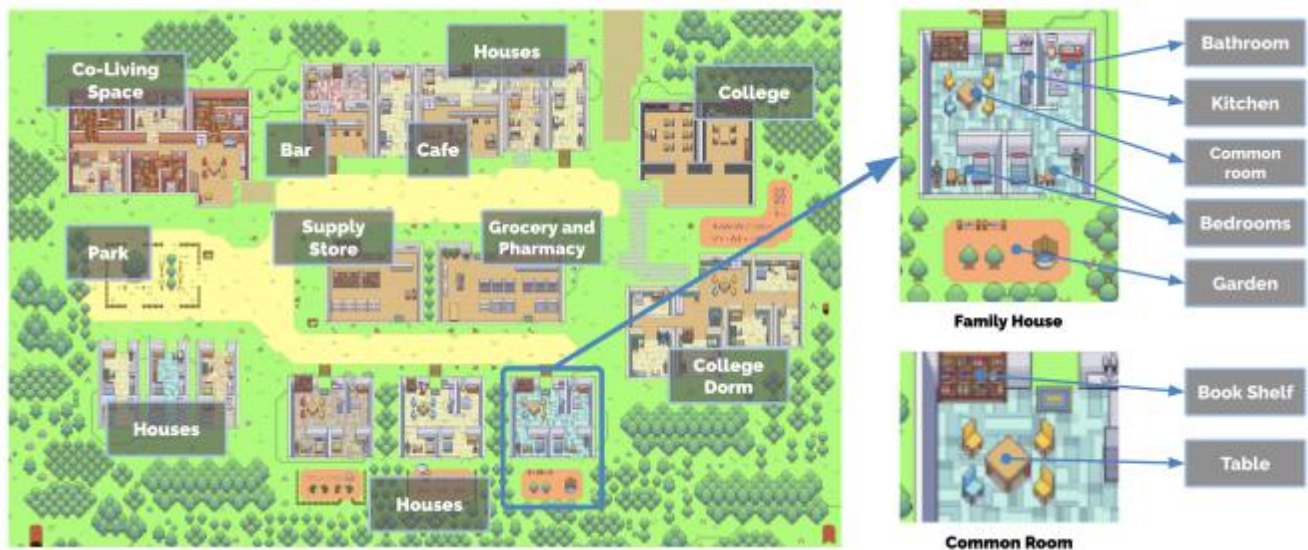 Co-Living
Space
Houses
College
Bar
Cafe
Park
Supply
Store
Grocery and
Pharmacy
College
Dorm
Houses
Houses
Bathroom
Kitchen
Common
room
Bedrooms
Garden
Family House
Book Shelf
Table
Common Room